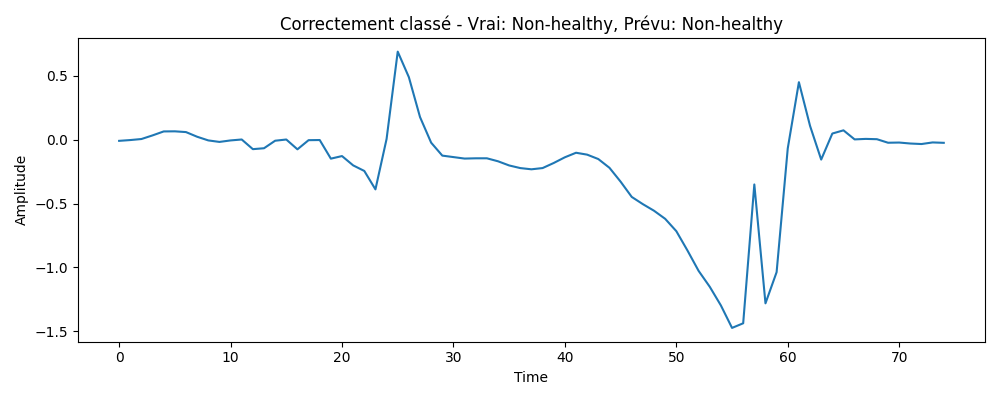 Correctement classé - Vrai: Non-healthy, Prévu: Non-healthy
Amplitude
0.5
0.0
−0.5
−1.0
−1.5
0 10 20 30 40 50 60 70
Time